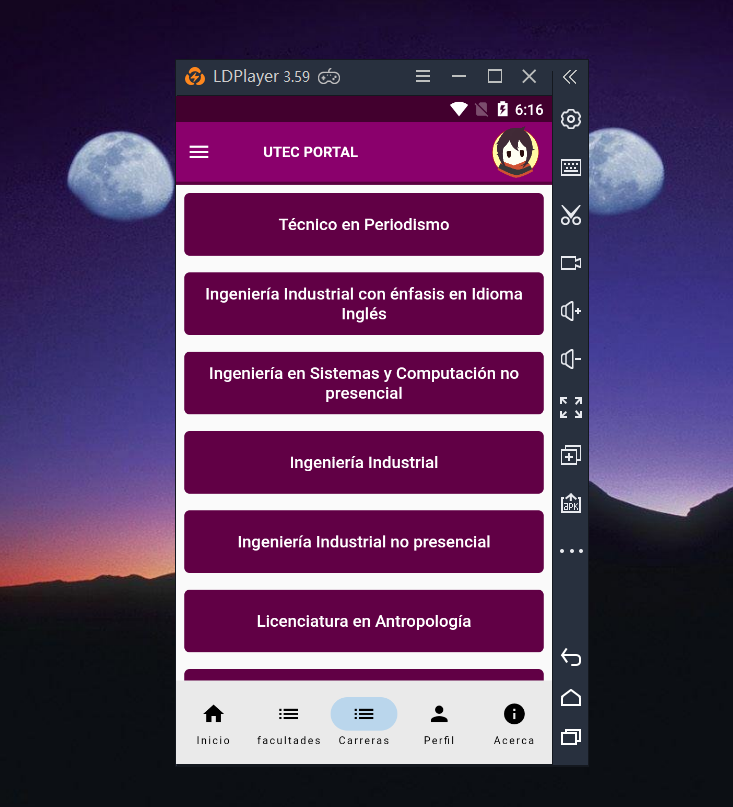 LDPlayer 3.59
6:16
UTEC PORTAL
Técnico en Periodismo
Ingeniería Industrial con énfasis en Idioma
Inglés
Ingeniería en Sistemas y Computación no
presencial
Ingeniería Industrial
Ingeniería Industrial no presencial
Licenciatura en Antropología
Inicio
facultades
Carreras
Perfil
Acerca
APK